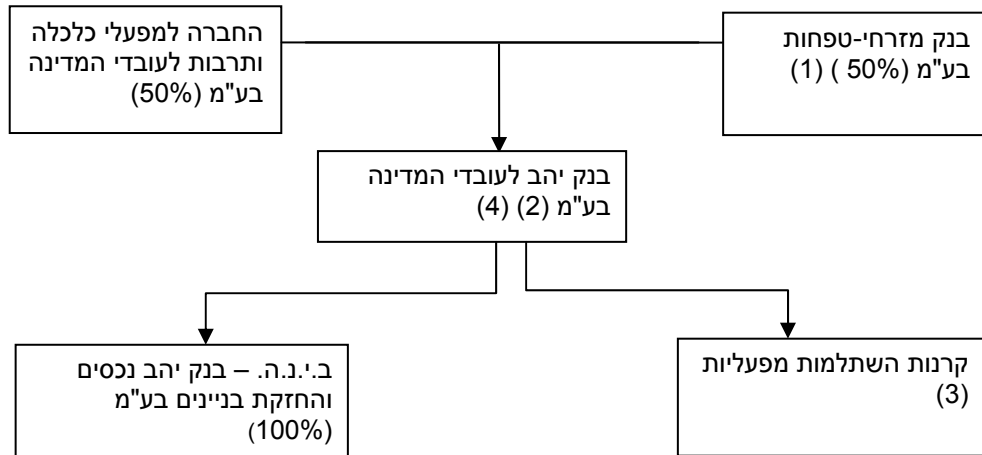 בנק מזרחי-טפחות
בע"מ (50% ) (1)
החברה למפעלי כלכלה
ותרבות לעובדי המדינה
בע"מ (50%)
בנק יהב לעובדי המדינה
בע"מ (2) (4)
קרנות השתלמות מפעליות
(3)
ב.י.נ.ה. – בנק יהב נכסים
והחזקת בניינים בע"מ
(100%)